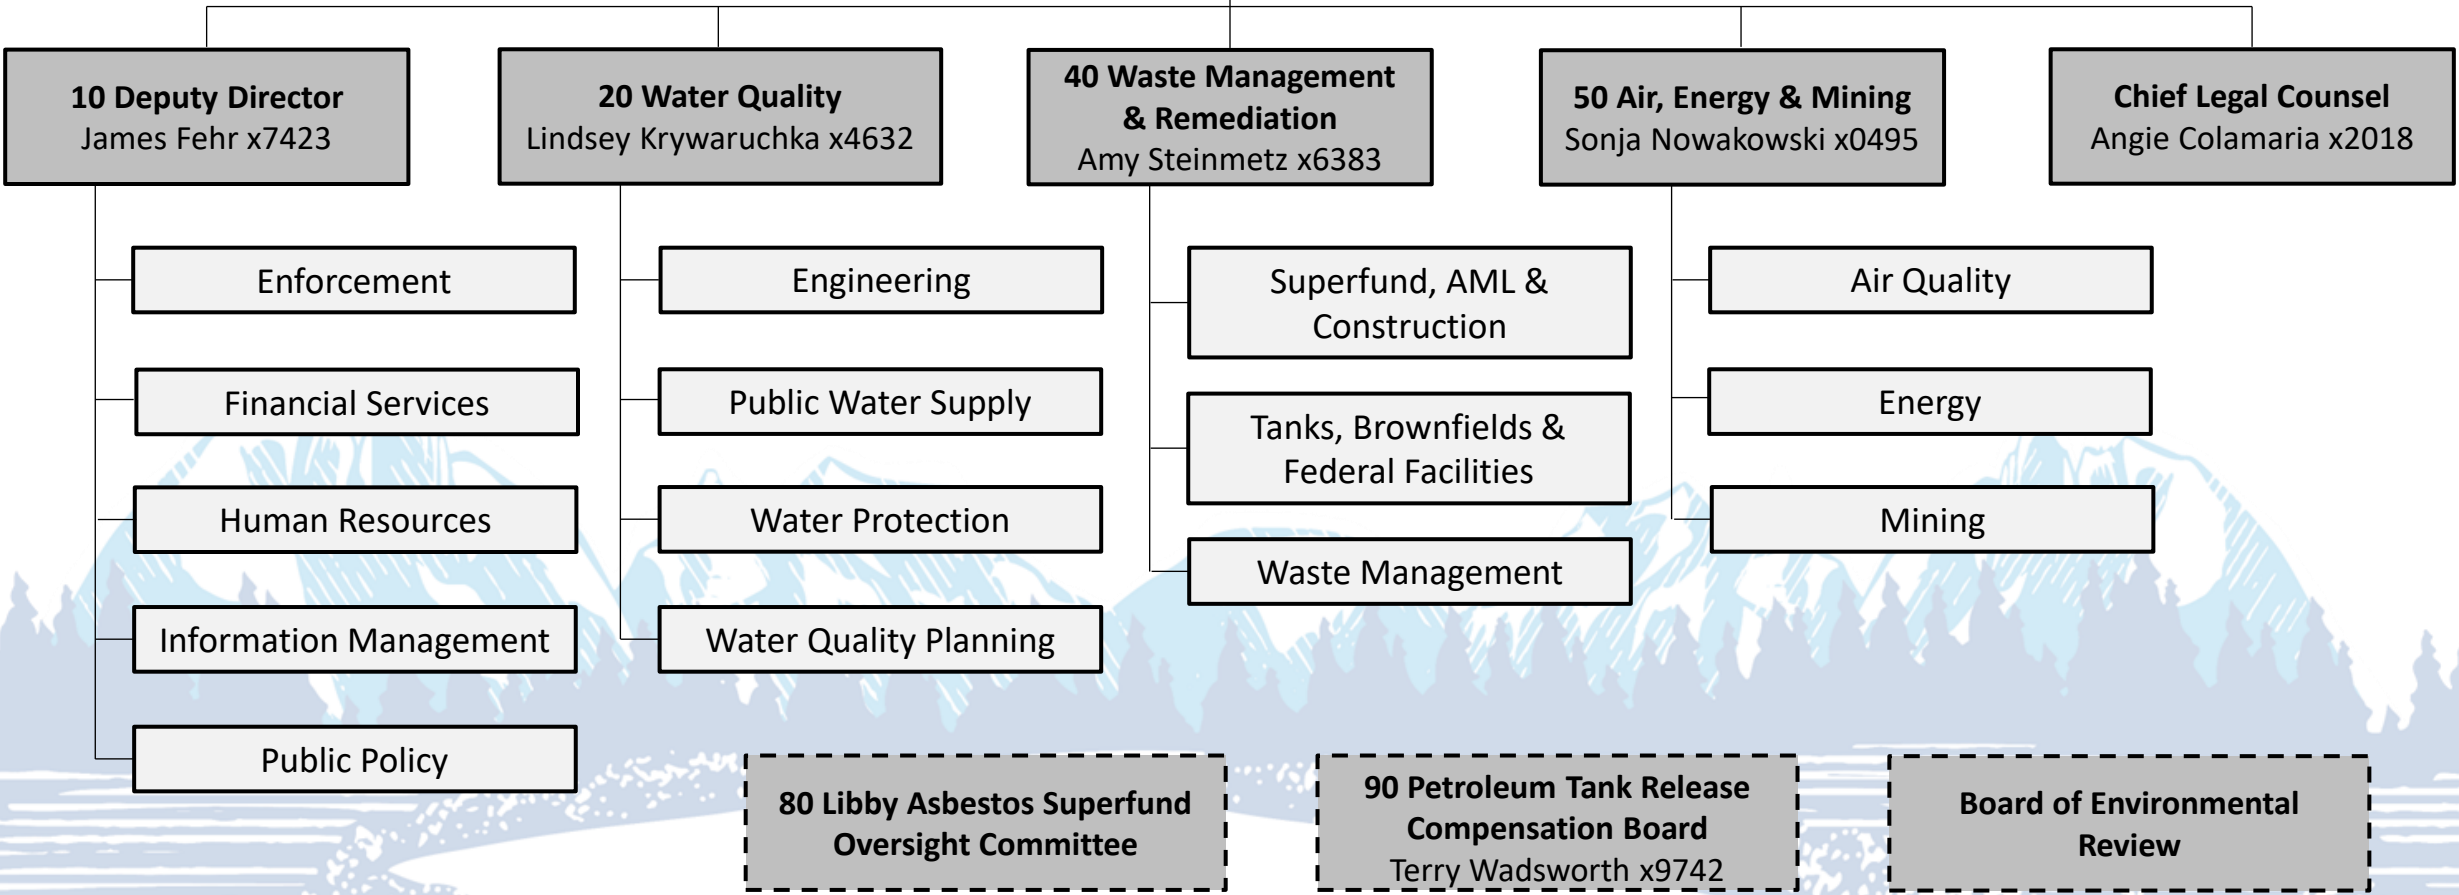 10 Deputy Director
James Fehr x7423
20 Water Quality
Lindsey Krywaruchka x4632
40 Waste Management
& Remediation
Amy Steinmetz x6383
50 Air, Energy & Mining
Sonja Nowakowski x0495
Chief Legal Counsel
Angie Colamaria x2018
Enforcement
Financial Services
Human Resources
Information Management
Public Policy
Engineering
Public Water Supply
Water Protection
Water Quality Planning
Superfund, AML &
Construction
Tanks, Brownfields &
Federal Facilities
Waste Management
Air Quality
Energy
Mining
80 Libby Asbestos Superfund
Oversight Committee
90 Petroleum Tank Release
Compensation Board
Terry Wadsworth x9742
Board of Environmental
Review